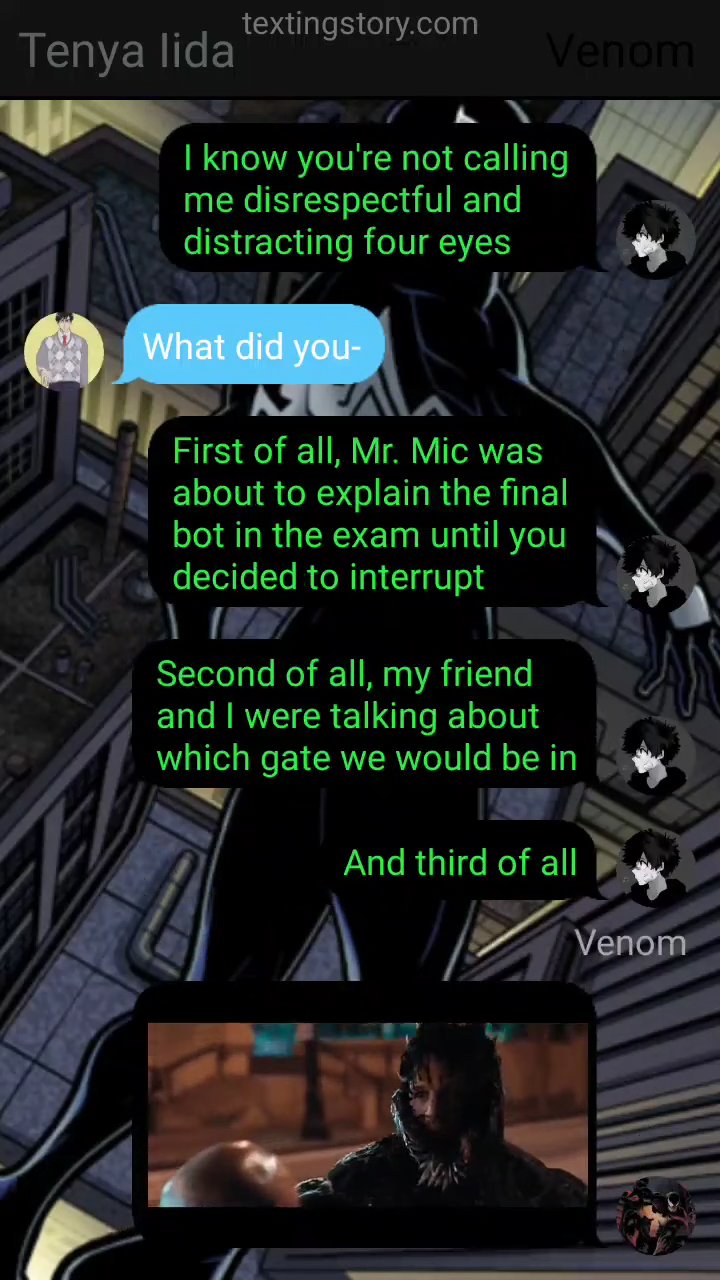 textingstory.com
Tenya Iida
Venom
I know you're not calling
me disrespectful and
distracting four eyes
What did you-
First of all, Mr. Mic was
about to explain the final
bot in the exam until you
decided to interrupt
Second of all, my friend
and I were talking about
which gate we would be in
And third of all
Venom